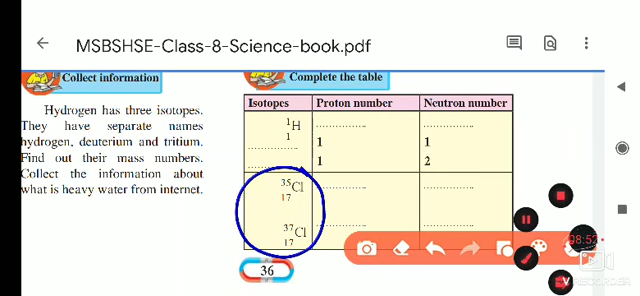 MSBSHSE-Class-8-Science-book.pdf
Collect information
Hydrogen has three isotopes.
They have separate names
hydrogen, deuterium and tritium.
Find out their mass numbers.
Collect the information about
what is heavy water from internet.
Complete the table
Isotopes Proton number Neutron number
1 1 H .................. ..................
.................. 1 1
.................. 1 2
35 17 Cl .................. ..................
37 17 Cl .................. ..................
36
08:52